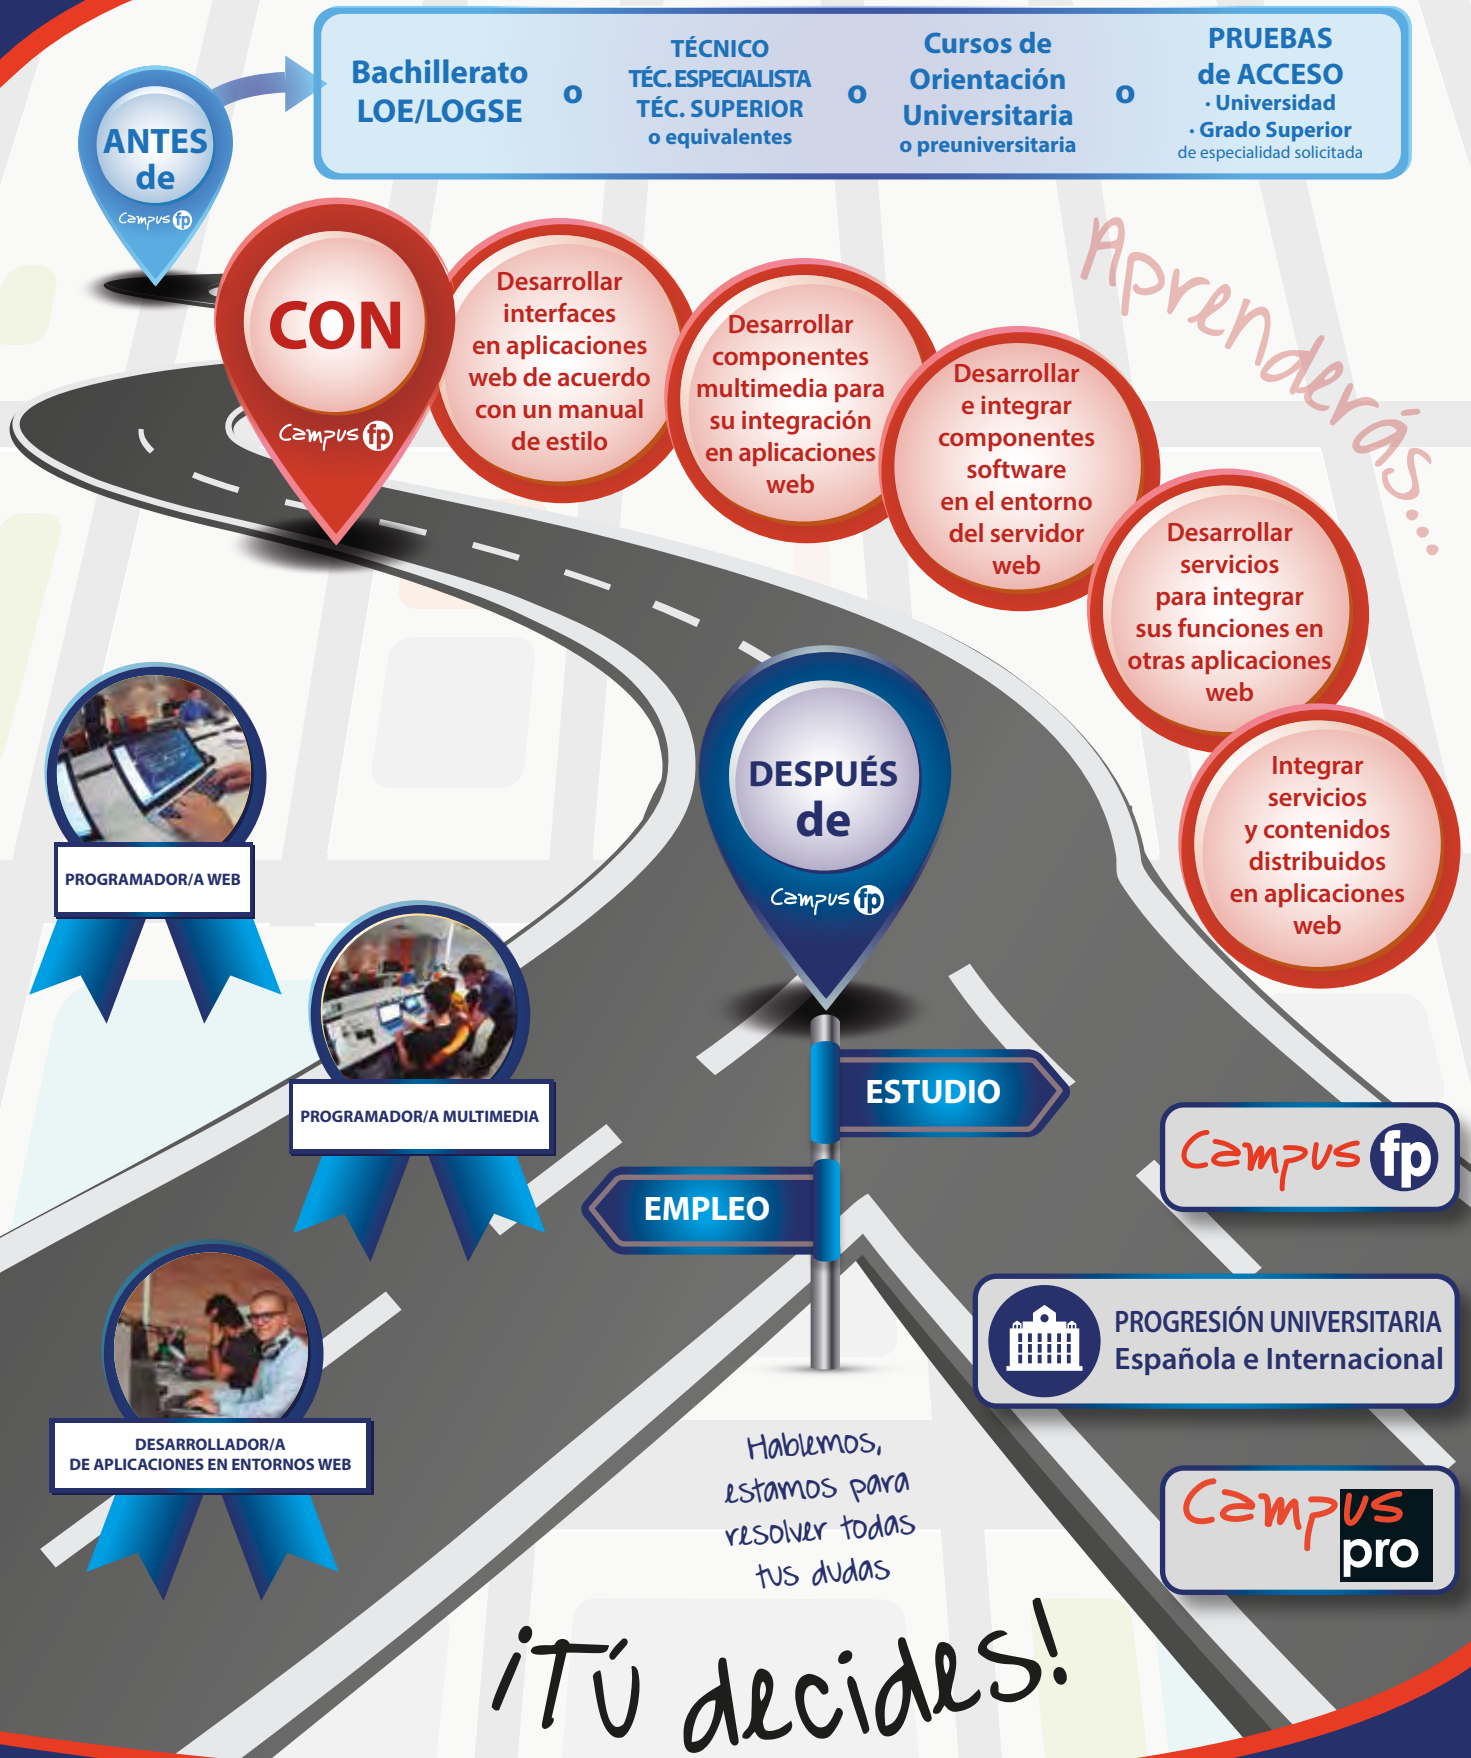 ANTES
de
Campus fp
Bachillerato
LOE/LOGSE
o
TÉCNICO
TÉC. ESPECIALISTA
TÉC. SUPERIOR
o equivalentes
o
Cursos de
Orientación
Universitaria
o preuniversitaria
o
PRUEBAS
de ACCESO
· Universidad
· Grado Superior
de especialidad solicitada
CON
Campus fp
Aprenderás...
Desarrollar
interfaces
en aplicaciones
web de acuerdo
con un manual
de estilo
Desarrollar
componentes
multimedia para
su integración
en aplicaciones
web
Desarrollar
e integrar
componentes
software
en el entorno
del servidor
web
Desarrollar
servicios
para integrar
sus funciones en
otras aplicaciones
web
Integrar
servicios
y contenidos
distribuidos
en aplicaciones
web
DESPUÉS
de
Campus fp
PROGRAMADOR/A WEB
PROGRAMADOR/A MULTIMEDIA
DESARROLLADOR/A
DE APLICACIONES EN ENTORNOS WEB
ESTUDIO
EMPLEO
Campus fp
PROGRESIÓN UNIVERSITARIA
Española e Internacional
Campus
pro
Hablemos,
estamos para
resolver todas
tus dudas
¡Tú decides!